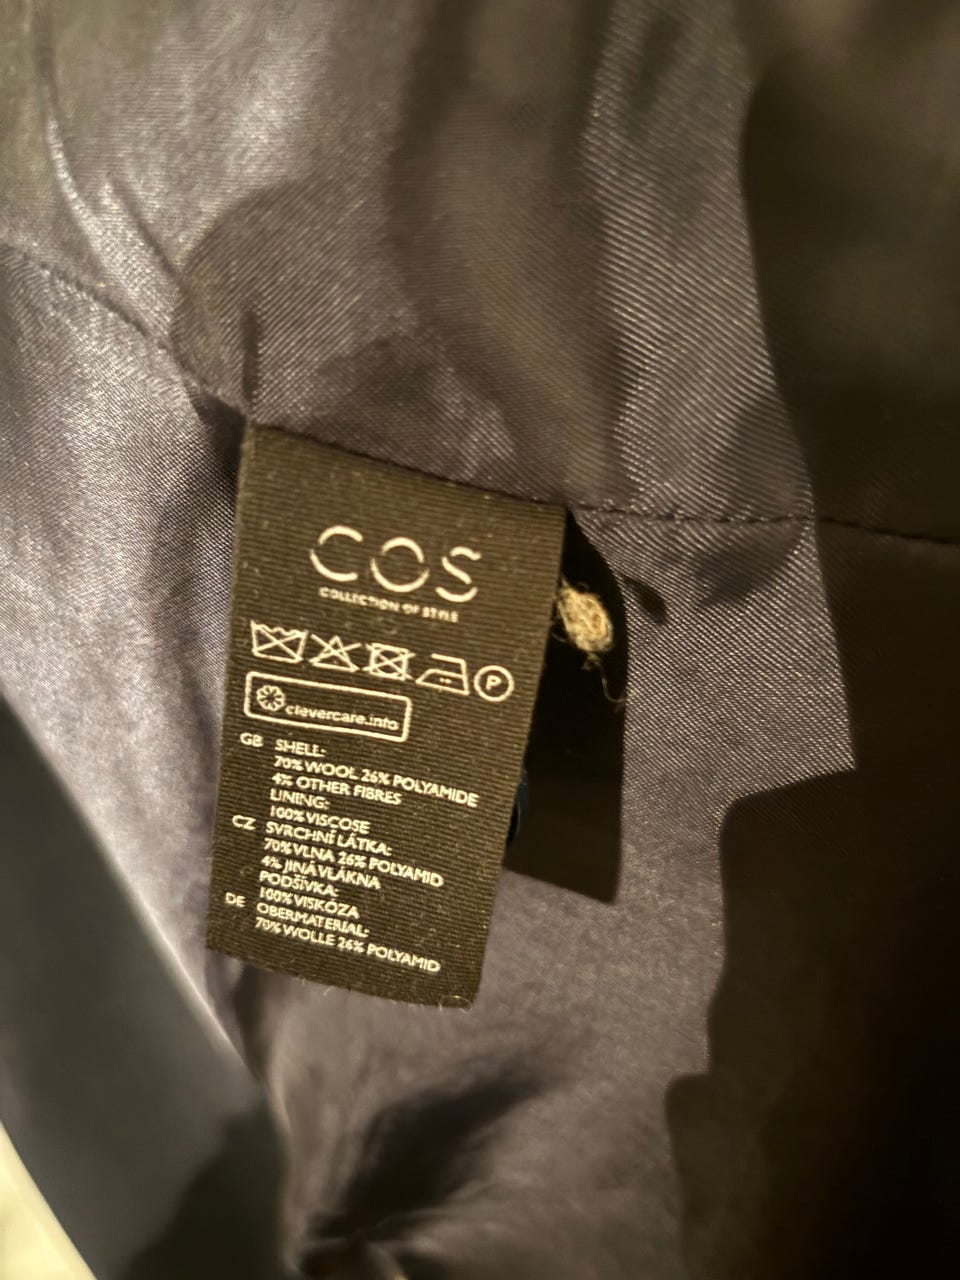 COS
COLLECTION OF STYLE
P
clevercare.info
GB SHELL:
70% WOOL 26% POLYAMIDE
4% OTHER FIBRES
LINING:
100% VISCOSE
CZ SVRCHNÍ LÁTKA:
70% VLNA 26% POLYAMID
4% JINÁ VLÁKNA
PODŠÍVKA:
100% VISKÓZA
DE OBERMATERIAL:
70% WOLLE 26% POLYAMID